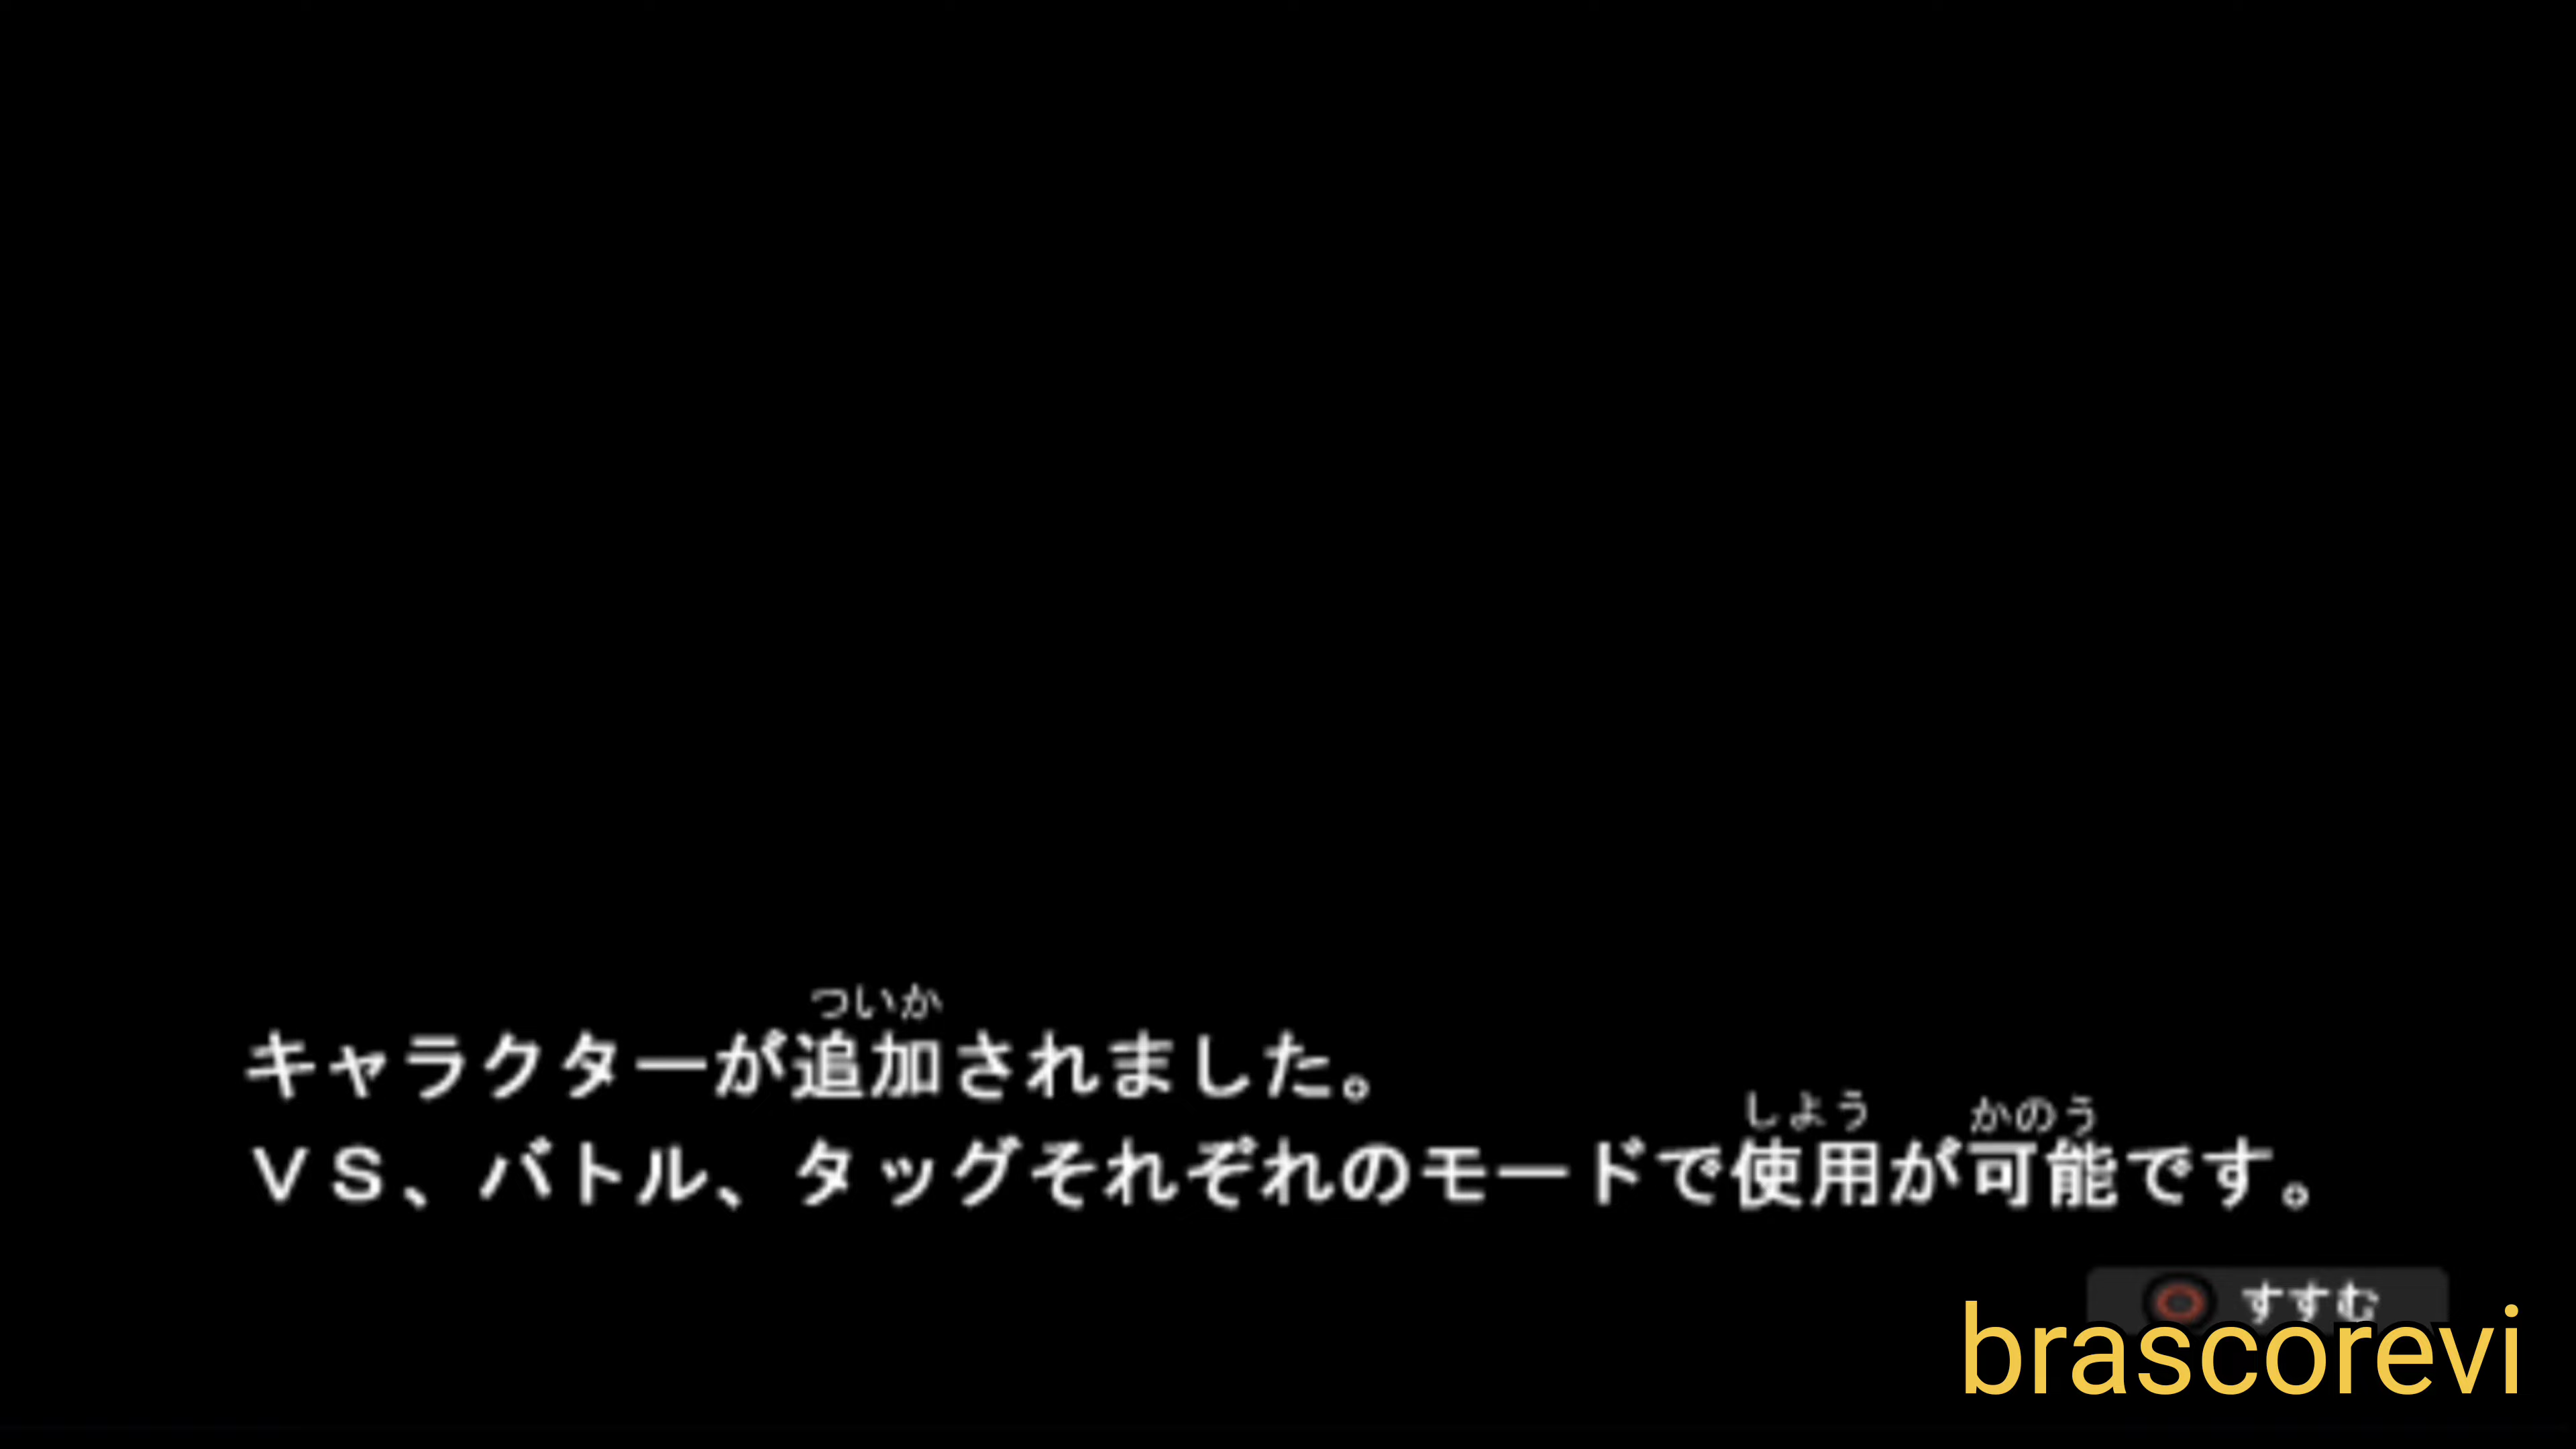 ついか
キャラクターが追加されました。
しよう かのう
ＶＳ、バトル、タッグそれぞれのモードで使用が可能です。
すすむ
brascorevi